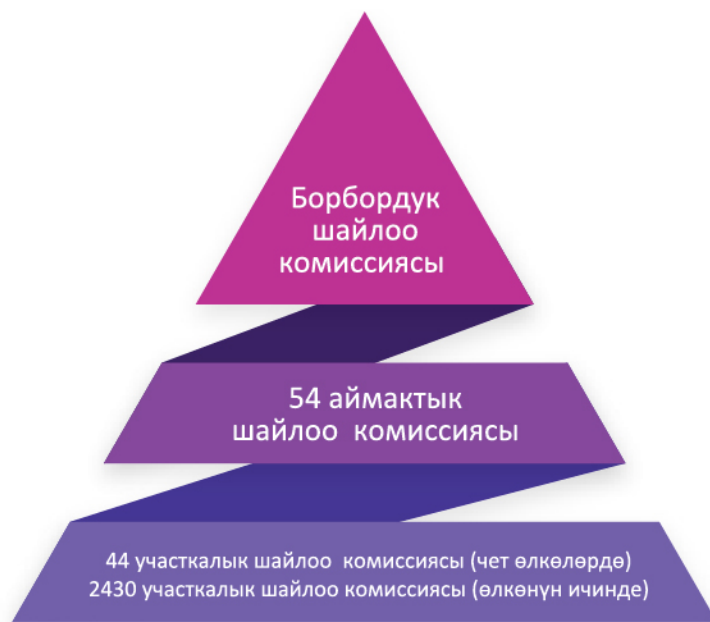 Борбордук
шайлоо
комиссиясы
54 аймактык
шайлоо комиссиясы
44 участкалык шайлоо комиссиясы (чет өлкөлөрдө)
2430 участкалык шайлоо комиссиясы (өлкөнүн ичинде)